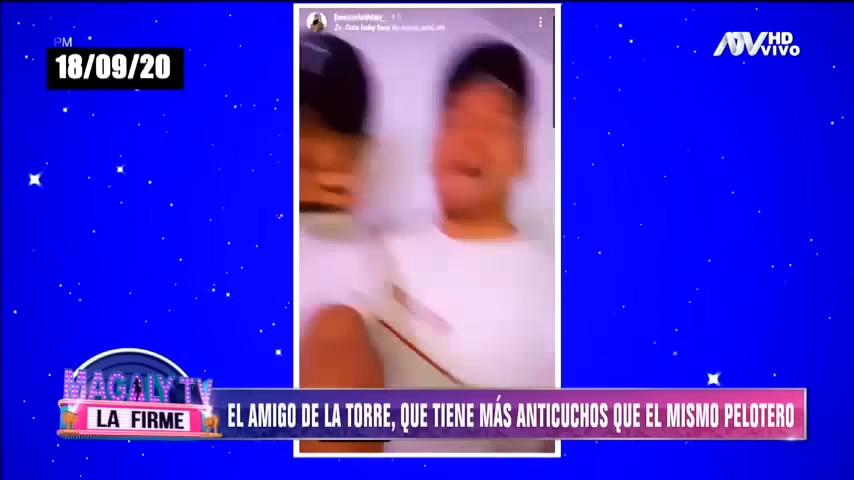 PM
18/09/20
ATV HD
VIVO
MAGALY TV
LA FIRME
EL AMIGO DE LA TORRE, QUE TIENE MÁS ANTICUCHOS QUE EL MISMO PELOTERO